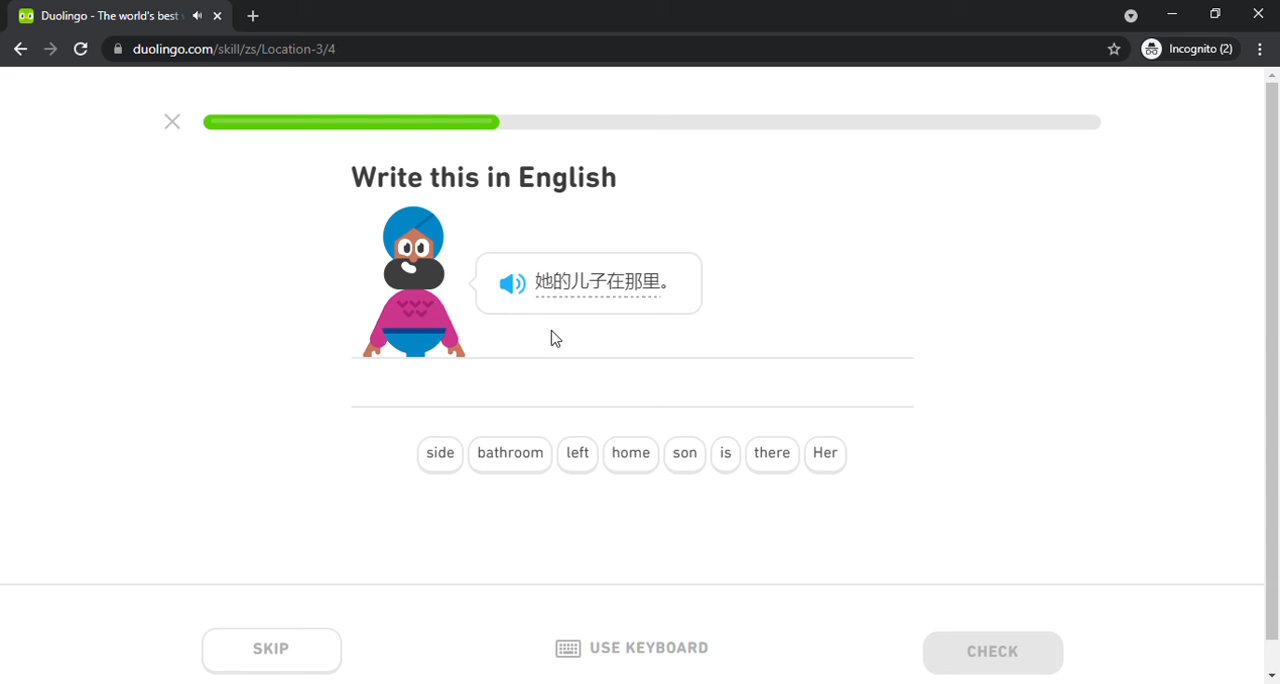 Duolingo - The world's best
duolingo.com/skill/zs/Location-3/4
Incognito (2)
Write this in English
她的儿子在那里。
side bathroom left home son is there Her
SKIP
USE KEYBOARD
CHECK